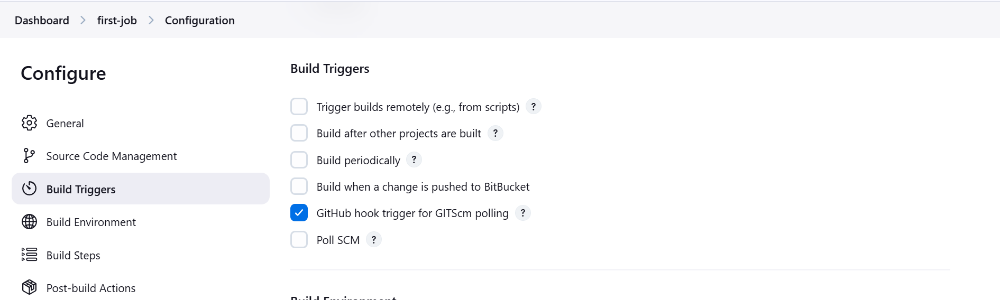 Dashboard > first-job > Configuration
Configure
General
Source Code Management
Build Triggers
Build Environment
Build Steps
Post-build Actions
Build Triggers
Trigger builds remotely (e.g., from scripts) ?
Build after other projects are built ?
Build periodically ?
Build when a change is pushed to BitBucket
GitHub hook trigger for GITScm polling ?
Poll SCM ?
Build Environment